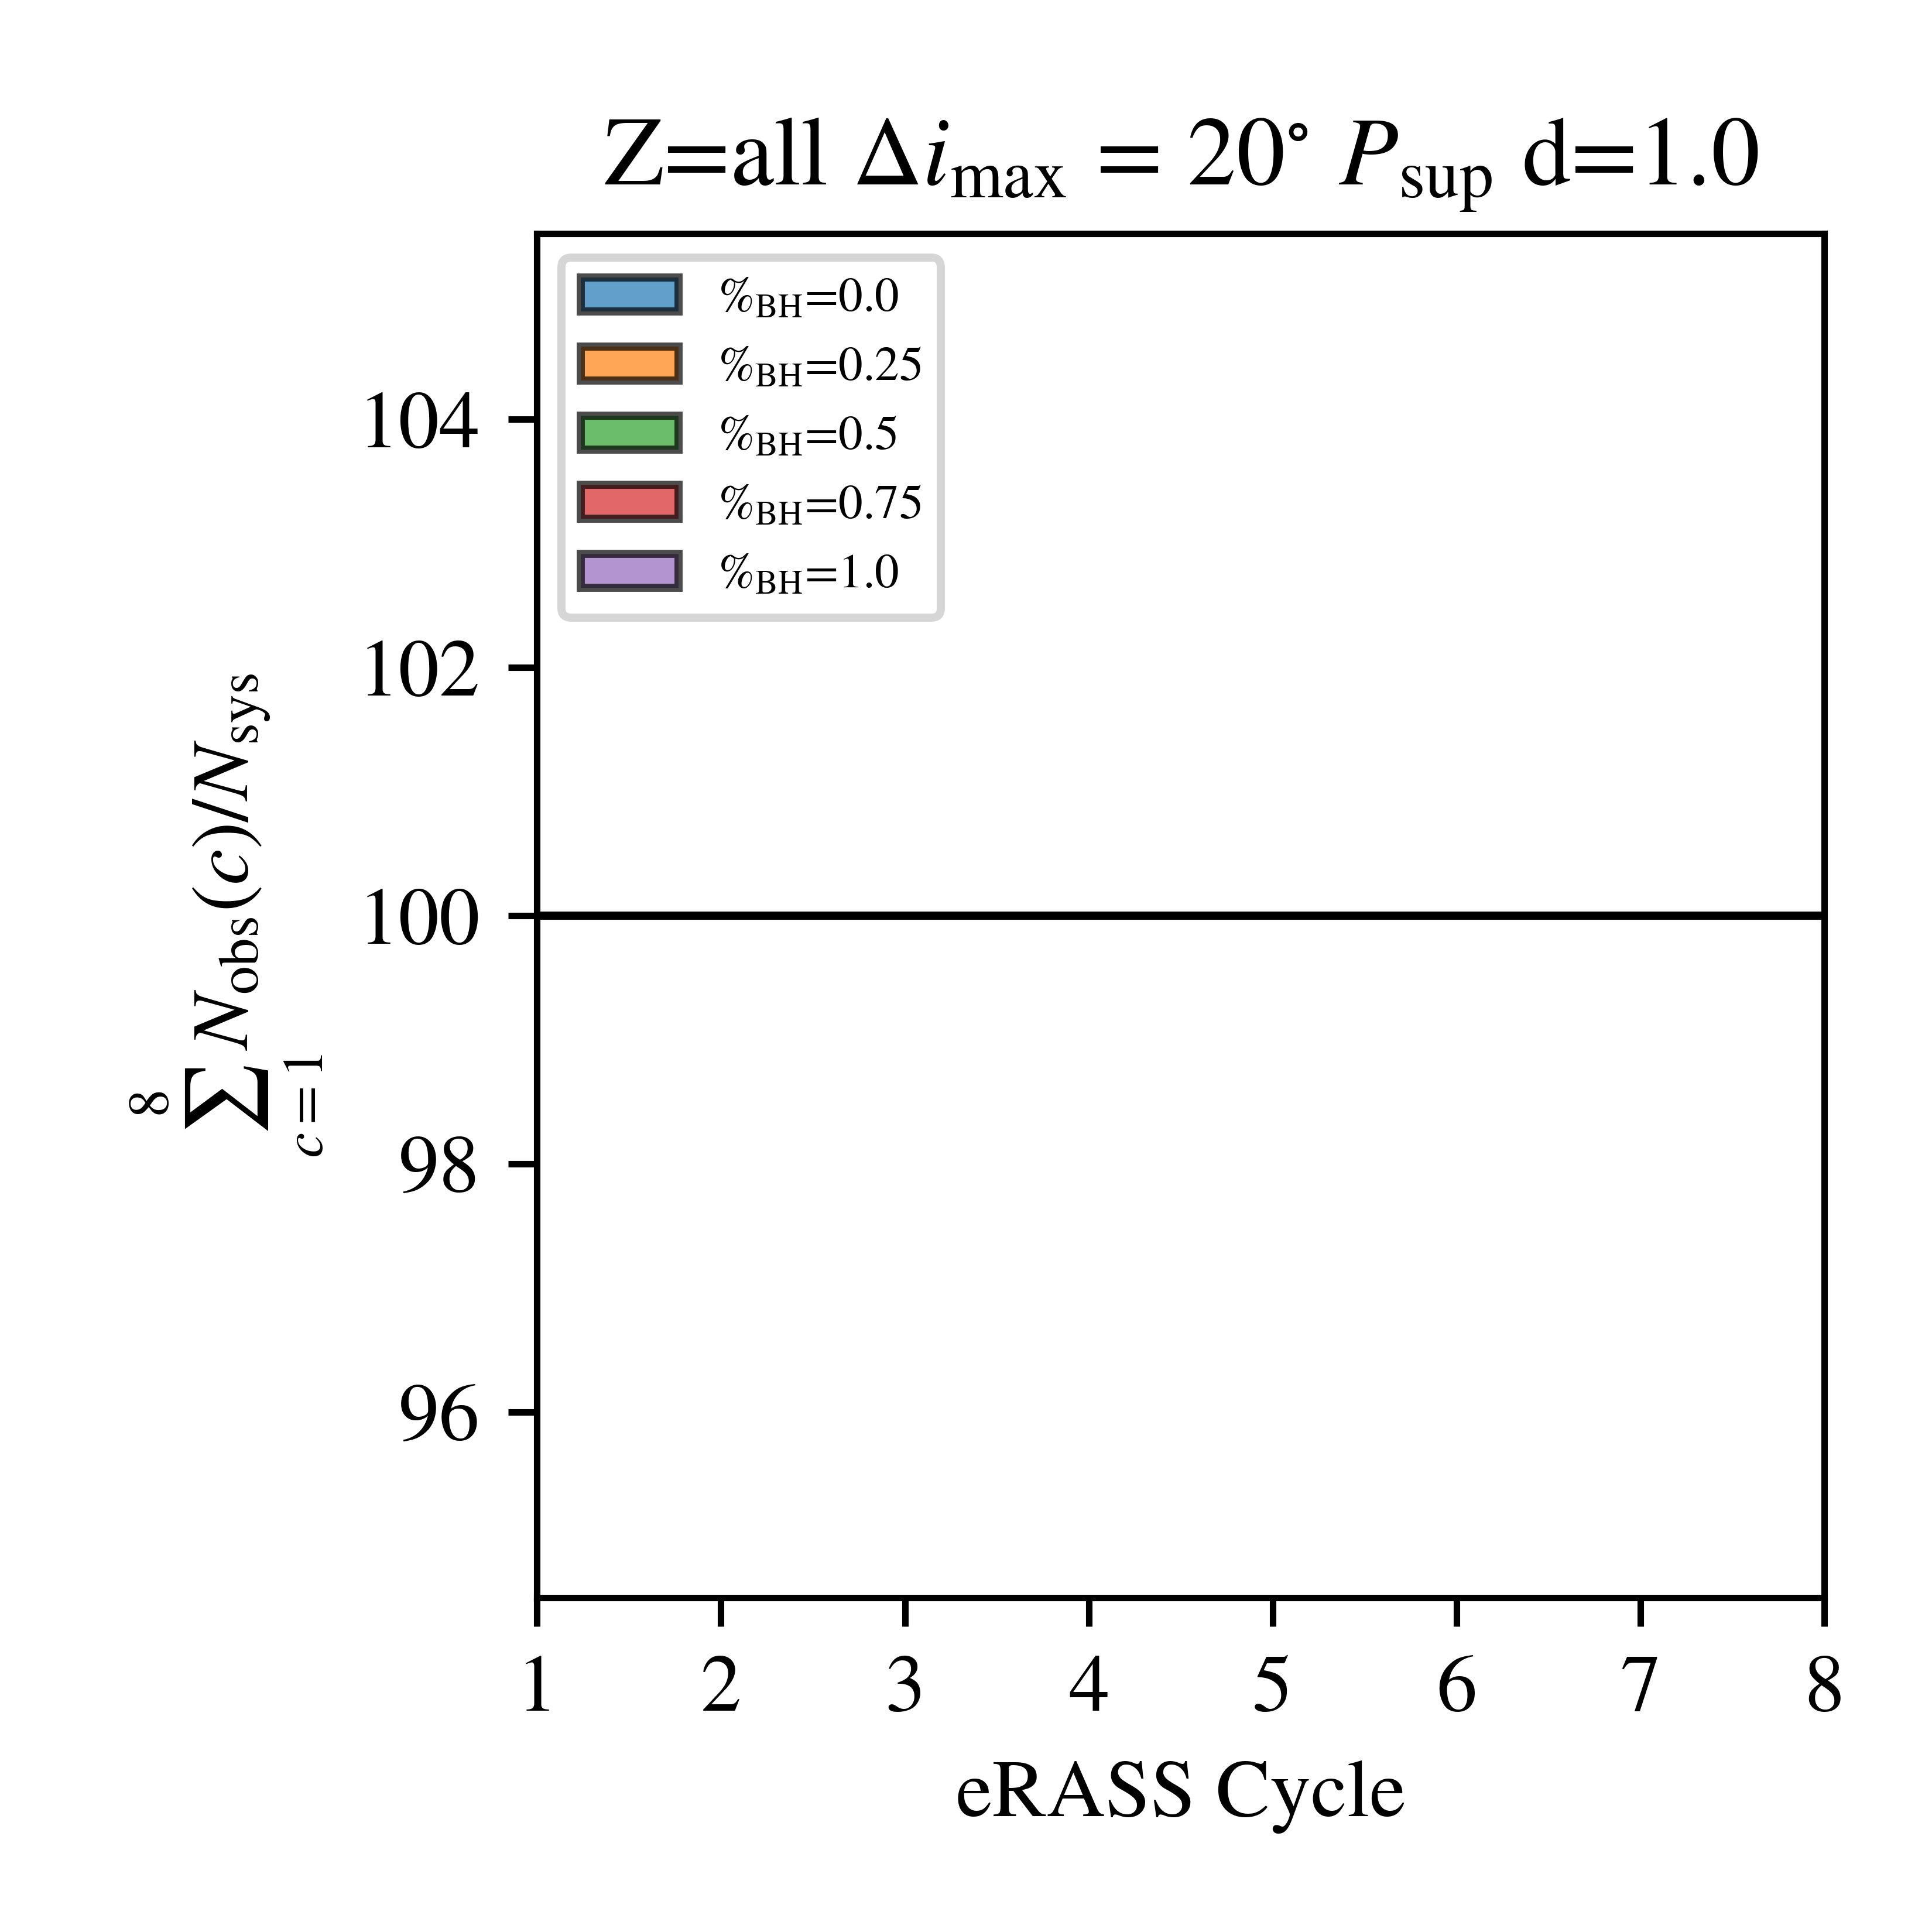 Z=all Δi_max = 20° P_sup d=1.0
%_BH=0.0
%_BH=0.25
%_BH=0.5
%_BH=0.75
%_BH=1.0
104
102
100
98
96
∑_{c=1}^{8} N_obs(c)/N_sys
1 2 3 4 5 6 7 8
eRASS Cycle